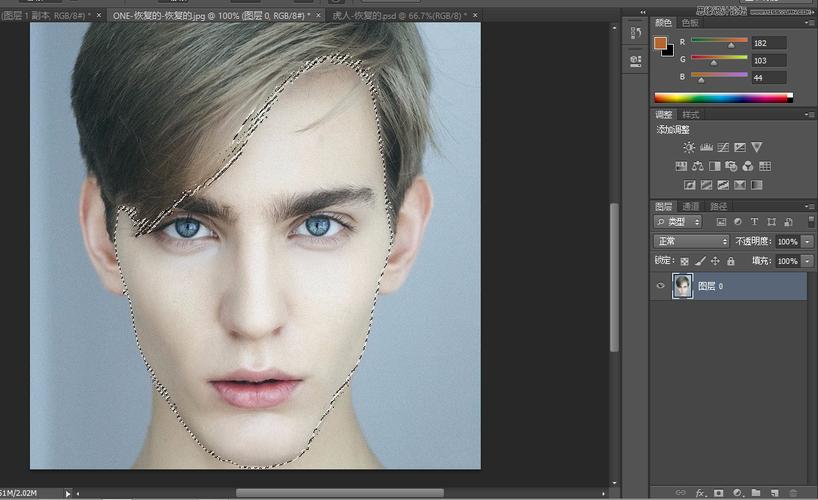 (图层 1 副本, RGB/8#) * ×
ONE-恢复的-恢复的.jpg @ 100% (图层 0, RGB/8#) * ×
虎人-恢复的.psd @ 66.7%(RGB/8) * ×
思缘设计论坛
颜色 色板
R 182
G 103
B 44
调整 样式
添加调整
图层 通道 路径
类型
正常 不透明度: 100%
锁定: 填充: 100%
图层 0
51M/2.02M
fx